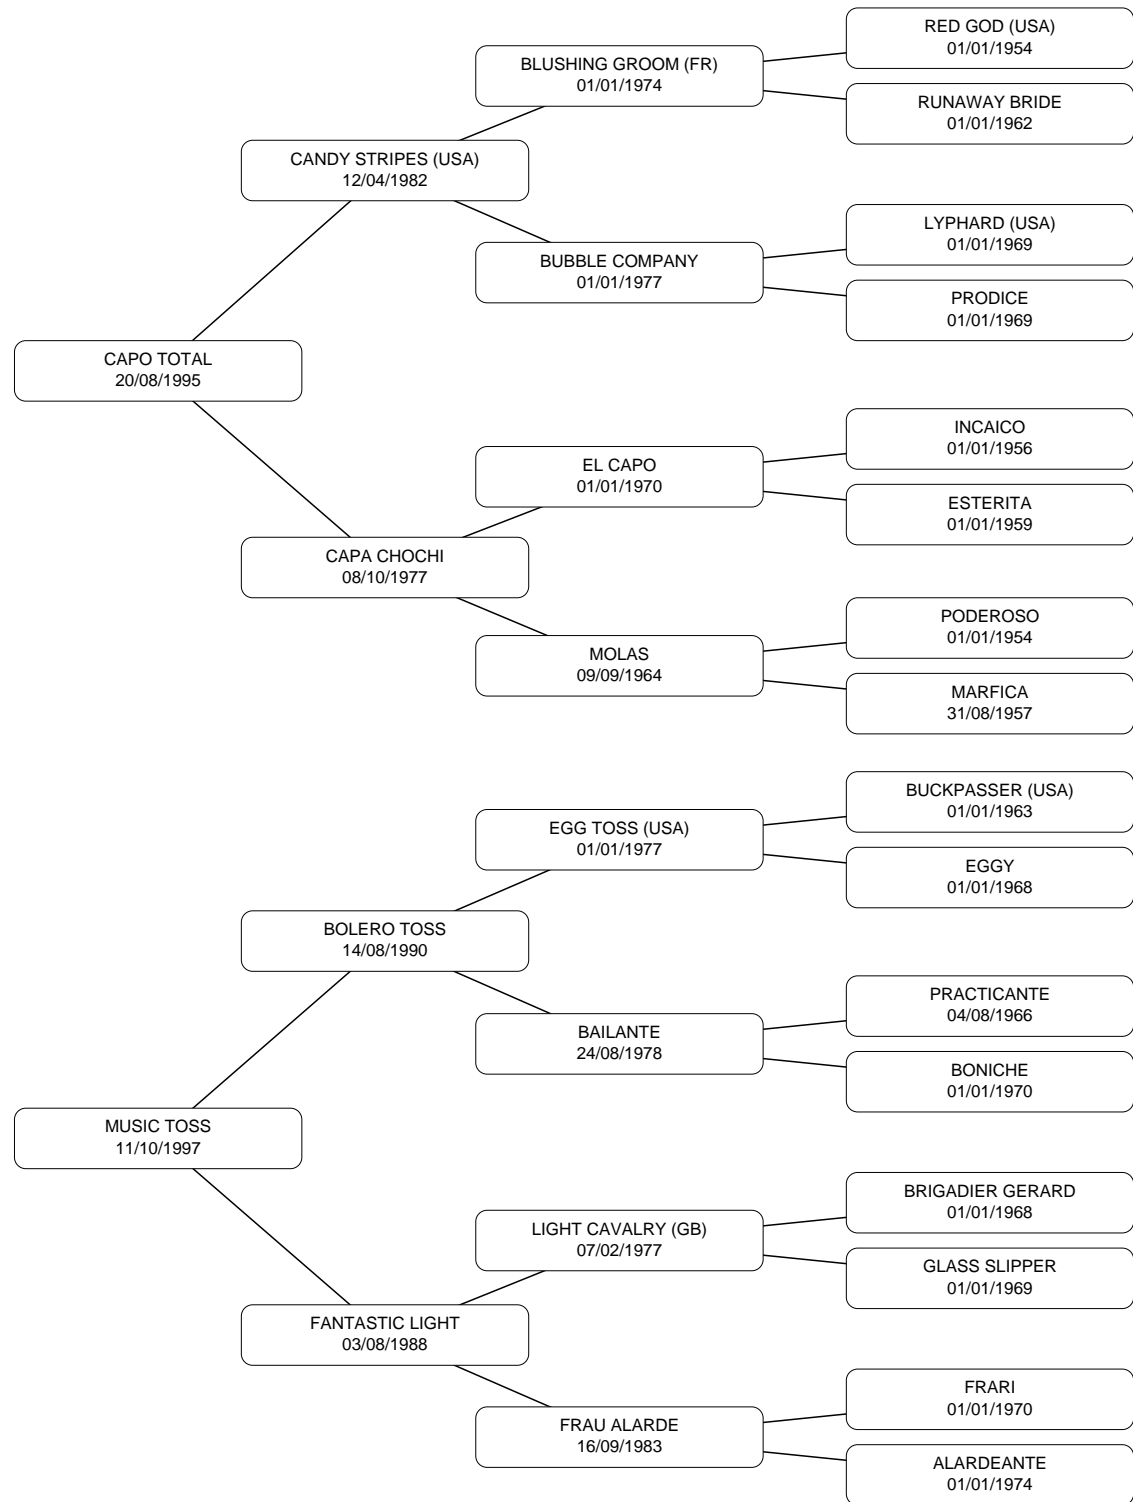 RED GOD (USA)
01/01/1954
BLUSHING GROOM (FR)
01/01/1974
RUNAWAY BRIDE
01/01/1962
CANDY STRIPES (USA)
12/04/1982
LYPHARD (USA)
01/01/1969
BUBBLE COMPANY
01/01/1977
PRODICE
01/01/1969
CAPO TOTAL
20/08/1995
INCAICO
01/01/1956
EL CAPO
01/01/1970
ESTERITA
01/01/1959
CAPA CHOCHI
08/10/1977
PODEROSO
01/01/1954
MOLAS
09/09/1964
MARFICA
31/08/1957
BUCKPASSER (USA)
01/01/1963
EGG TOSS (USA)
01/01/1977
EGGY
01/01/1968
BOLERO TOSS
14/08/1990
PRACTICANTE
04/08/1966
BAILANTE
24/08/1978
BONICHE
01/01/1970
MUSIC TOSS
11/10/1997
BRIGADIER GERARD
01/01/1968
LIGHT CAVALRY (GB)
07/02/1977
GLASS SLIPPER
01/01/1969
FANTASTIC LIGHT
03/08/1988
FRARI
01/01/1970
FRAU ALARDE
16/09/1983
ALARDEANTE
01/01/1974